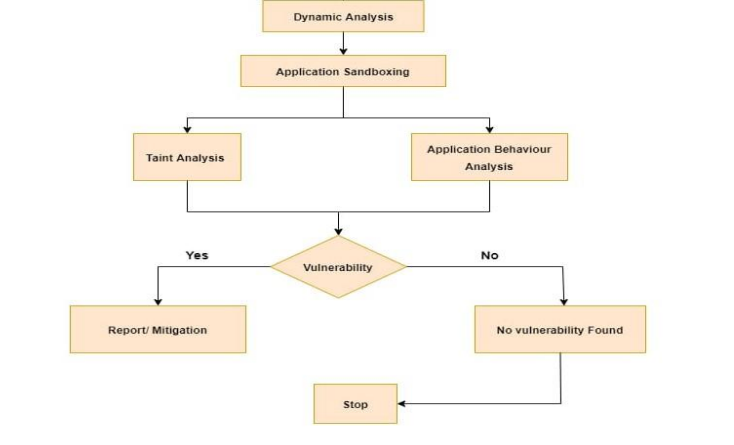 Dynamic Analysis
Application Sandboxing
Taint Analysis
Application Behaviour
Analysis
Yes
No
Vulnerability
Report/ Mitigation
No vulnerability Found
Stop